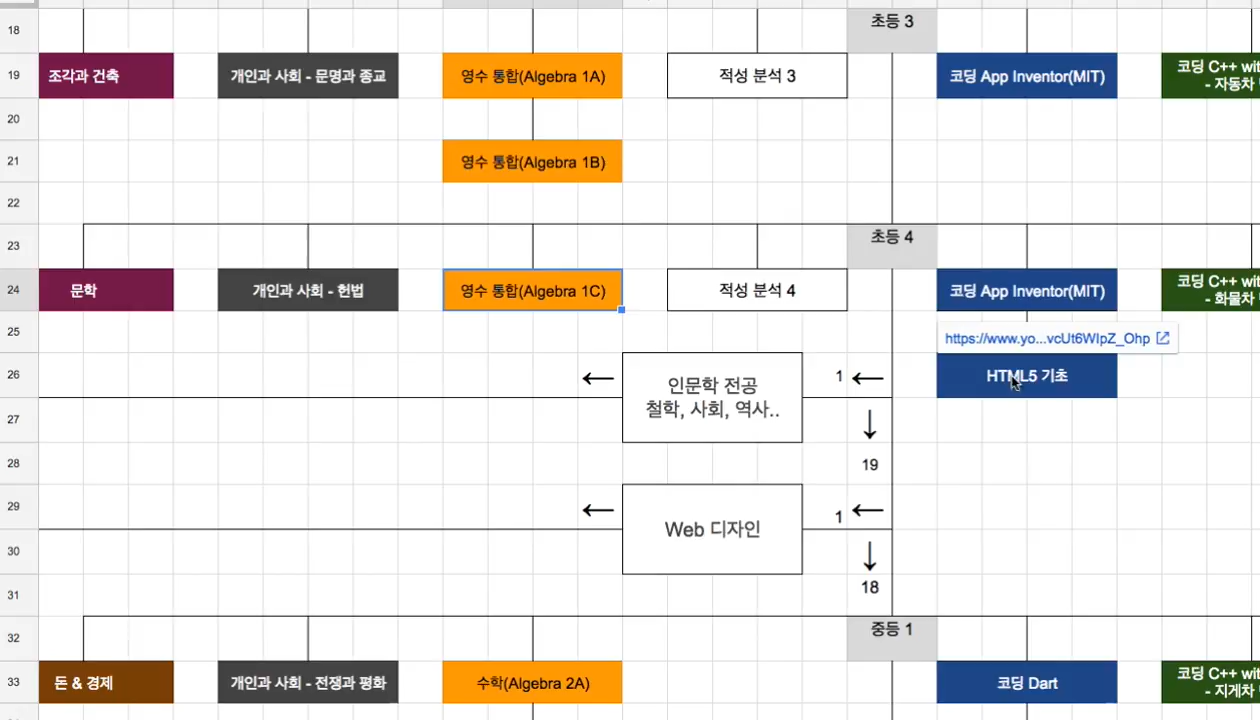 18
초등 3
19
조각과 건축
개인과 사회 - 문명과 종교
영수 통합(Algebra 1A)
적성 분석 3
코딩 App Inventor(MIT)
코딩 C++ wit
- 자동차
20
21
영수 통합(Algebra 1B)
22
23
초등 4
24
문학
개인과 사회 - 헌법
영수 통합(Algebra 1C)
적성 분석 4
코딩 App Inventor(MIT)
코딩 C++ wit
- 화물차
25
https://www.yo...vcUt6WIpZ_Ohp
26
←
인문학 전공
철학, 사회, 역사..
1 ←
HTML5 기초
27
↓
28
19
29
←
Web 디자인
1 ←
30
↓
31
18
32
중등 1
33
돈 & 경제
개인과 사회 - 전쟁과 평화
수학(Algebra 2A)
코딩 Dart
코딩 C++ wit
- 지게차